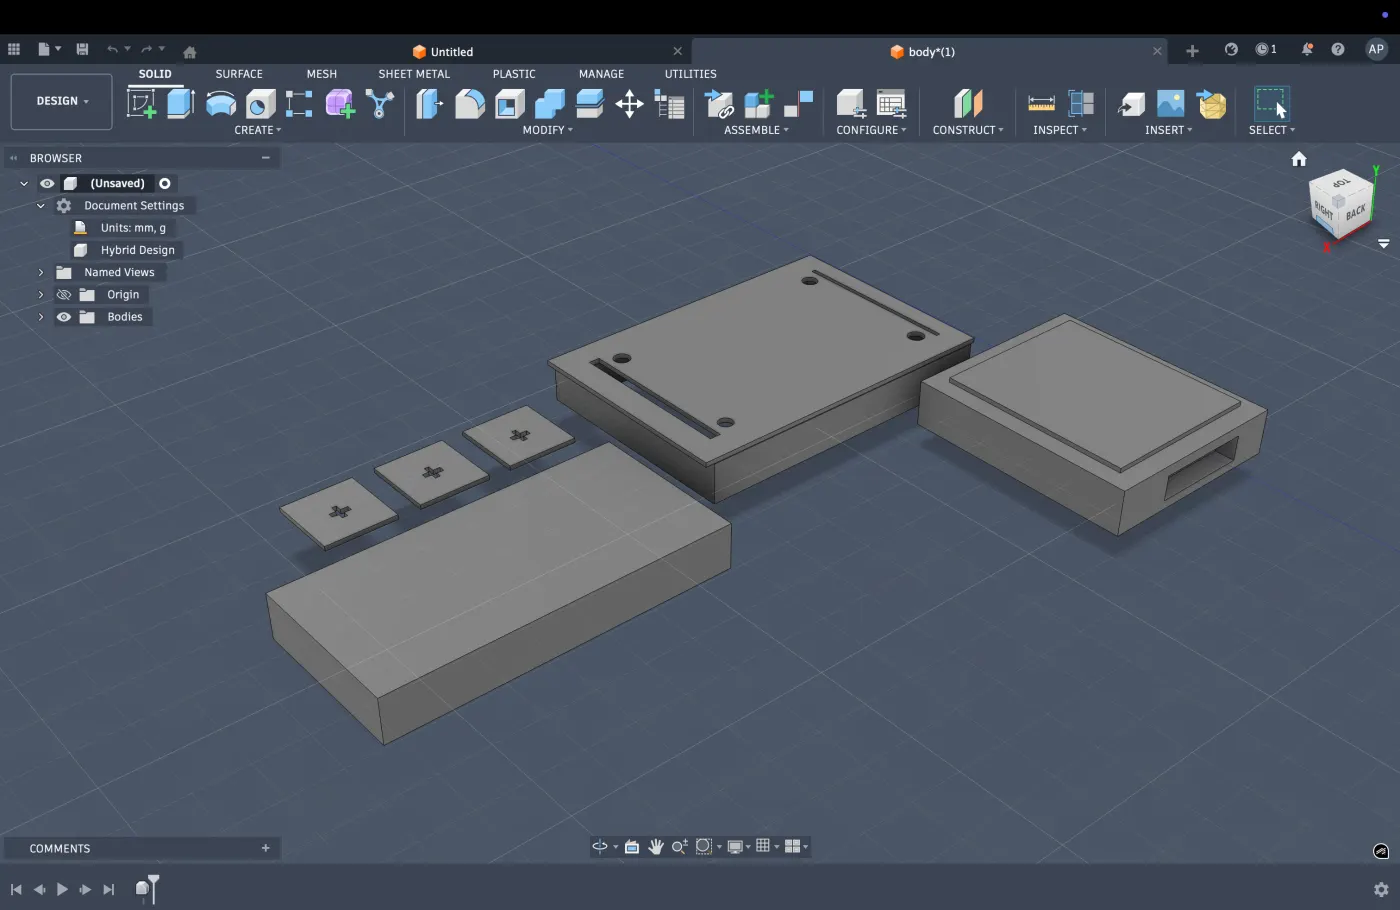 Untitled
body*(1)
1
AP
DESIGN
SOLID
SURFACE
MESH
SHEET METAL
PLASTIC
MANAGE
UTILITIES
CREATE
MODIFY
ASSEMBLE
CONFIGURE
CONSTRUCT
INSPECT
INSERT
SELECT
BROWSER
(Unsaved)
Document Settings
Units: mm, g
Hybrid Design
Named Views
Origin
Bodies
TOP
RIGHT
BACK
Y
X
COMMENTS